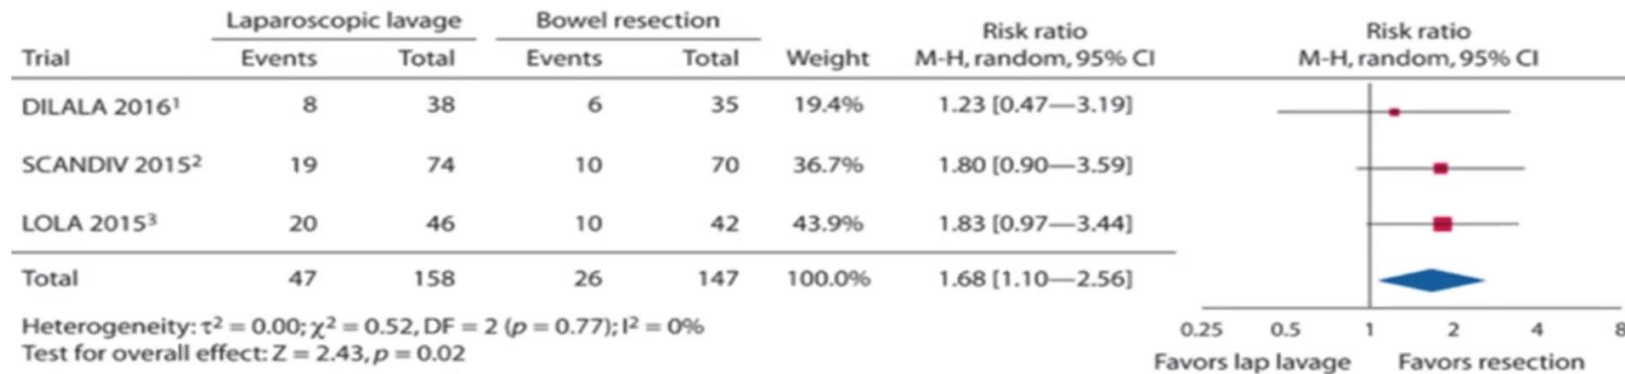 Laparoscopic lavage Bowel resection Risk ratio Risk ratio
Trial Events Total Events Total Weight M-H, random, 95% CI M-H, random, 95% CI
DILALA 2016¹ 8 38 6 35 19.4% 1.23 [0.47—3.19]
SCANDIV 2015² 19 74 10 70 36.7% 1.80 [0.90—3.59]
LOLA 2015³ 20 46 10 42 43.9% 1.83 [0.97—3.44]
Total 47 158 26 147 100.0% 1.68 [1.10—2.56]
Heterogeneity: τ² = 0.00; χ² = 0.52, DF = 2 (p = 0.77); I² = 0%
Test for overall effect: Z = 2.43, p = 0.02
0.25 0.5 1 2 4 8
Favors lap lavage Favors resection